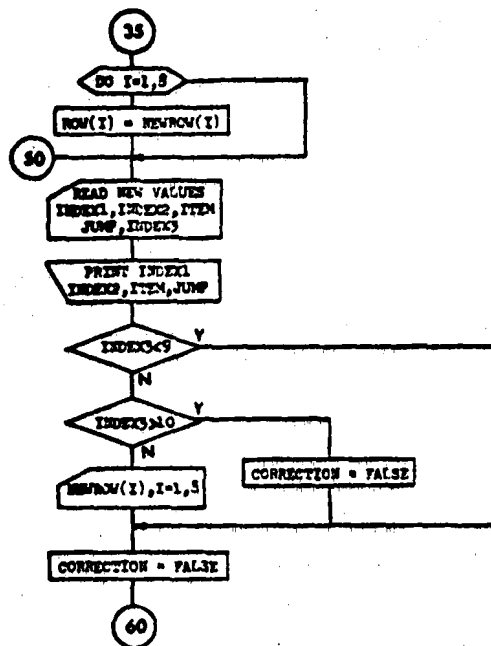 35
DO I=1,8
ROW(I) = NEWROW(I)
50
READ NEW VALUES
INDEX1,INDEX2,ITEM
JUMP,INDEX3
PRINT INDEX1
INDEX2,ITEM,JUMP
INDEX3<9
Y
N
INDEX3>10
Y
N
NEWROW(I),I=1,8
CORRECTION = FALSE
CORRECTION = FALSE
60